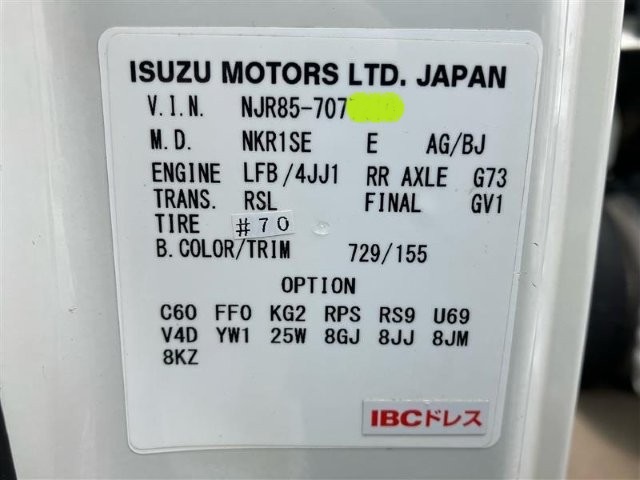 ISUZU MOTORS LTD. JAPAN
V.I.N. NJR85-707
M.D. NKR1SE E AG/BJ
ENGINE LFB/4JJ1 RR AXLE G73
TRANS. RSL FINAL GV1
TIRE #70
B.COLOR/TRIM 729/155
OPTION
C60 FF0 KG2 RPS RS9 U69
V4D YW1 25W 8GJ 8JJ 8JM
8KZ
IBCドレス